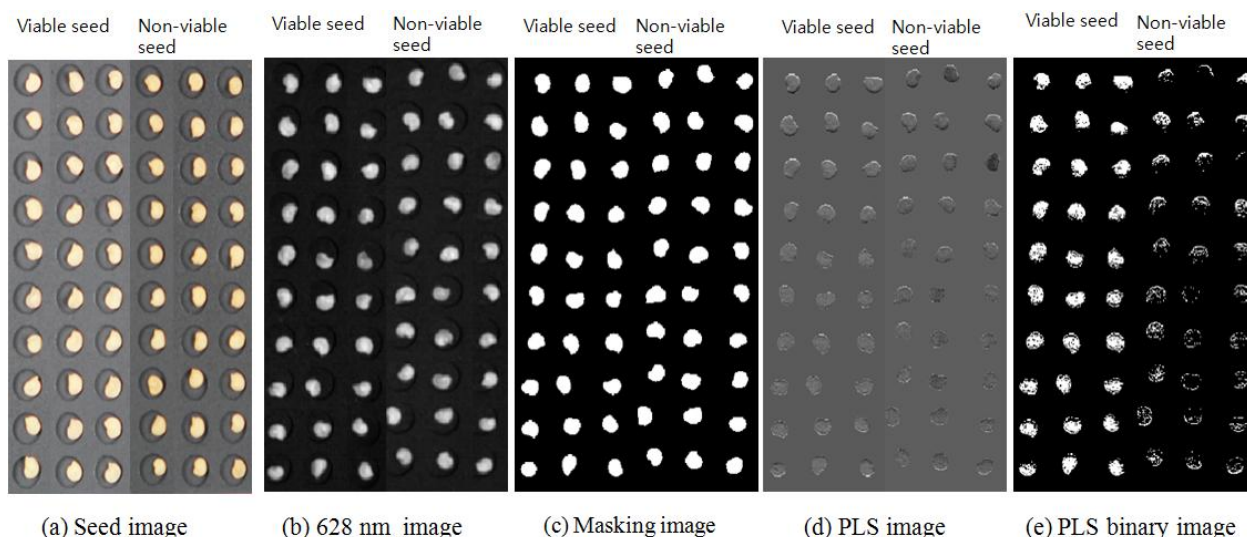 Viable seed
Non-viable
seed
Viable seed
Non-viable
seed
Viable seed
Non-viable
seed
Viable seed
Non-viable
seed
Viable seed
Non-viable
seed
(a) Seed image
(b) 628 nm image
(c) Masking image
(d) PLS image
(e) PLS binary image